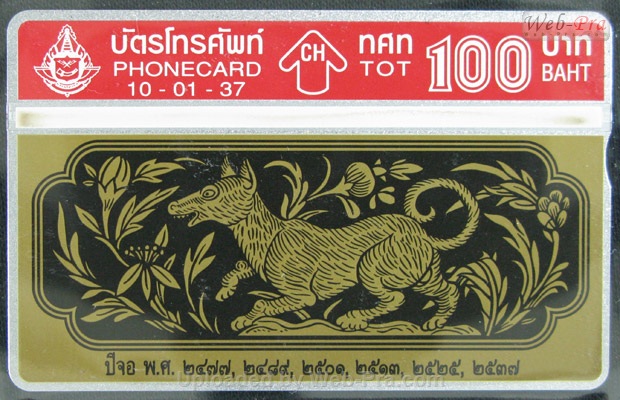 Web-Pra
บัตรโทรศัพท์ CH ทศท 100 บาท
PHONECARD TOT BAHT
10 - 01 - 37
ปีจอ พ.ศ. ๒๔๗๗, ๒๔๘๙, ๒๕๐๑, ๒๕๑๓, ๒๕๒๕, ๒๕๓๗
Uploaded by Web-Pra.com